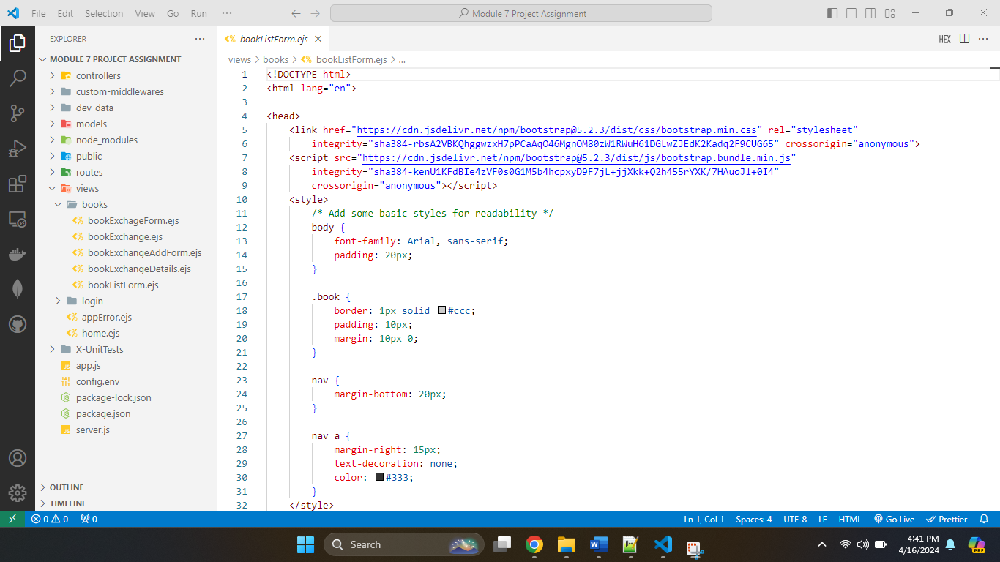 File Edit Selection View Go Run ··· Module 7 Project Assignment
EXPLORER ···
MODULE 7 PROJECT ASSIGNMENT
controllers
custom-middlewares
dev-data
models
node_modules
public
routes
views
books
bookExchageForm.ejs
bookExchange.ejs
bookExchangeAddForm.ejs
bookExchangeDetails.ejs
bookListForm.ejs
login
appError.ejs
home.ejs
X-UnitTests
app.js
config.env
package-lock.json
package.json
server.js
OUTLINE
TIMELINE
bookListForm.ejs HEX ···
views > books > bookListForm.ejs > ...
1 <!DOCTYPE html>
2 <html lang="en">
3
4 <head>
5 <link href="https://cdn.jsdelivr.net/npm/bootstrap@5.2.3/dist/css/bootstrap.min.css" rel="stylesheet"
6 integrity="sha384-rbsA2VBKQhggwzxH7pPCaAqO46MgnOM80zW1RWuH61DGLwZJEdK2Kadq2F9CUG65" crossorigin="anonymous">
7 <script src="https://cdn.jsdelivr.net/npm/bootstrap@5.2.3/dist/js/bootstrap.bundle.min.js"
8 integrity="sha384-kenU1KFdBIe4zVF0s0G1M5b4hcpxyD9F7jL+jjXkk+Q2h455rYXK/7HAuoJl+0I4"
9 crossorigin="anonymous"></script>
10 <style>
11 /* Add some basic styles for readability */
12 body {
13 font-family: Arial, sans-serif;
14 padding: 20px;
15 }
16
17 .book {
18 border: 1px solid #ccc;
19 padding: 10px;
20 margin: 10px 0;
21 }
22
23 nav {
24 margin-bottom: 20px;
25 }
26
27 nav a {
28 margin-right: 15px;
29 text-decoration: none;
30 color: #333;
31 }
32 </style>
0 0 0 Ln 1, Col 1 Spaces: 4 UTF-8 LF HTML Go Live Prettier
Search W PRE
4:41 PM
4/16/2024